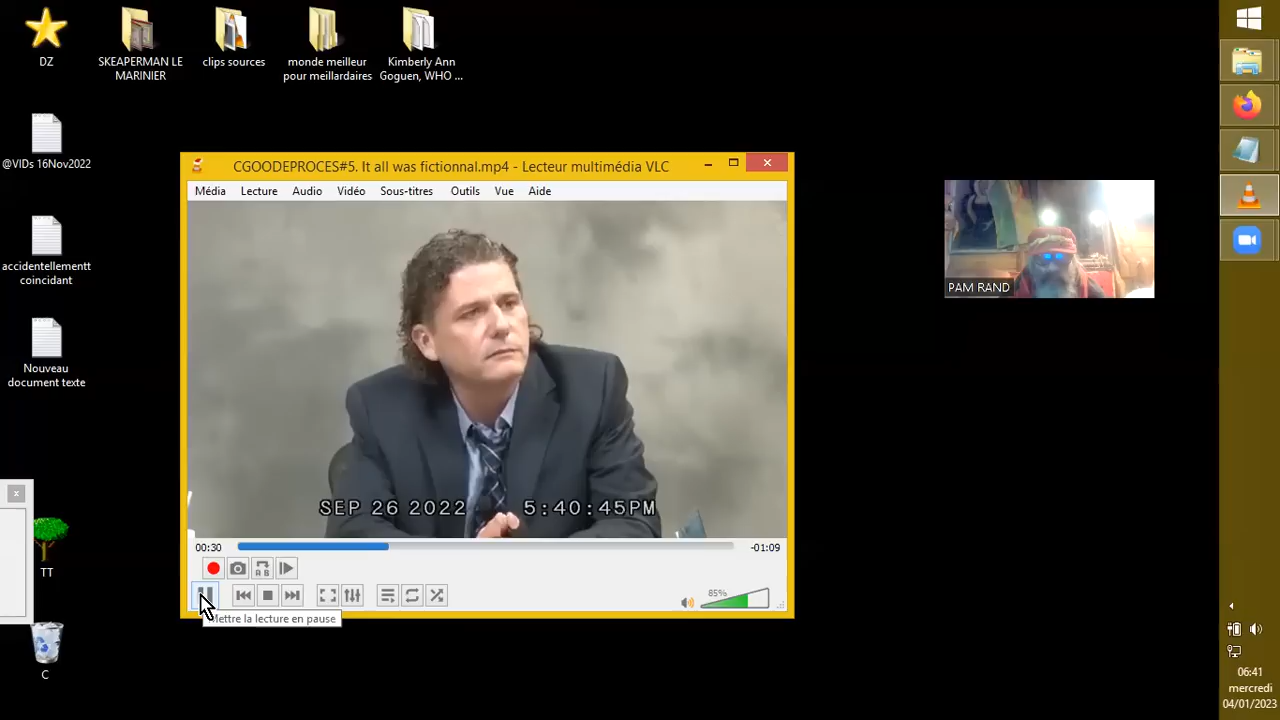 DZ
SKEAPERMAN LE
MARINIER
clips sources
monde meilleur
pour meillardaires
Kimberly Ann
Goguen, WHO ...
@VIDs 16Nov2022
accidentellementt
coincidant
Nouveau
document texte
TT
C
CGOODEPROCES#5. It all was fictionnal.mp4 - Lecteur multimédia VLC
Média Lecture Audio Vidéo Sous-titres Outils Vue Aide
SEP 26 2022 5:40:45PM
00:30 -01:09
85%
Mettre la lecture en pause
PAM RAND
06:41
mercredi
04/01/2023